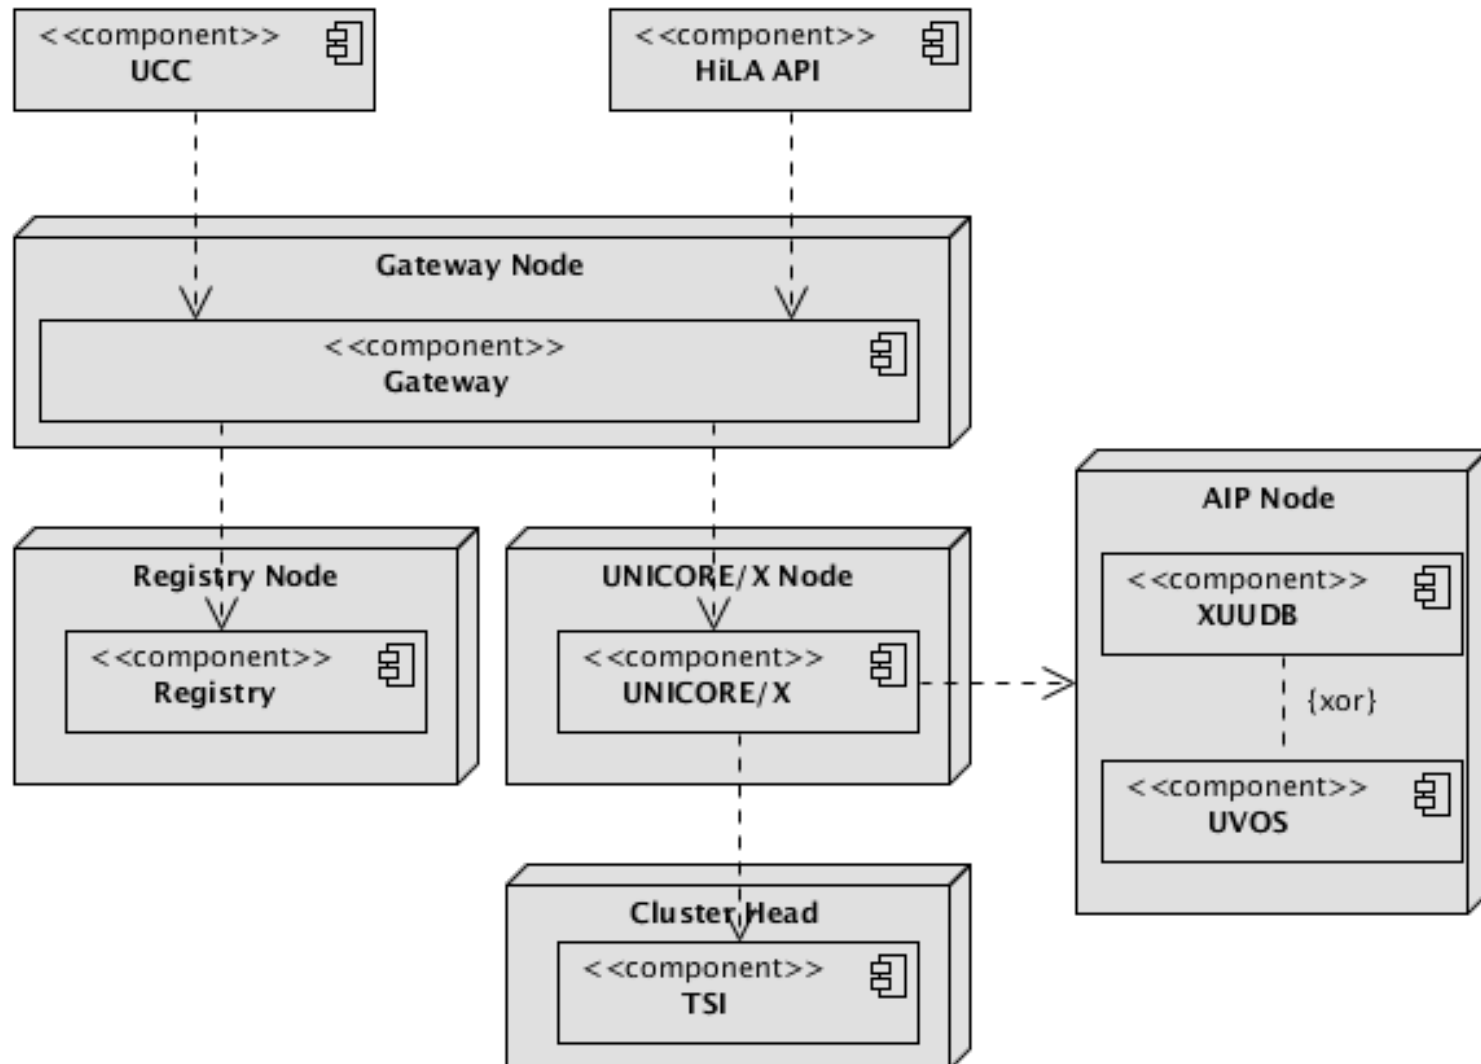 <<component>>
UCC
<<component>>
HiLA API
Gateway Node
<<component>>
Gateway
Registry Node
<<component>>
Registry
UNICORE/X Node
<<component>>
UNICORE/X
AIP Node
<<component>>
XUUDB
{xor}
<<component>>
UVOS
Cluster Head
<<component>>
TSI